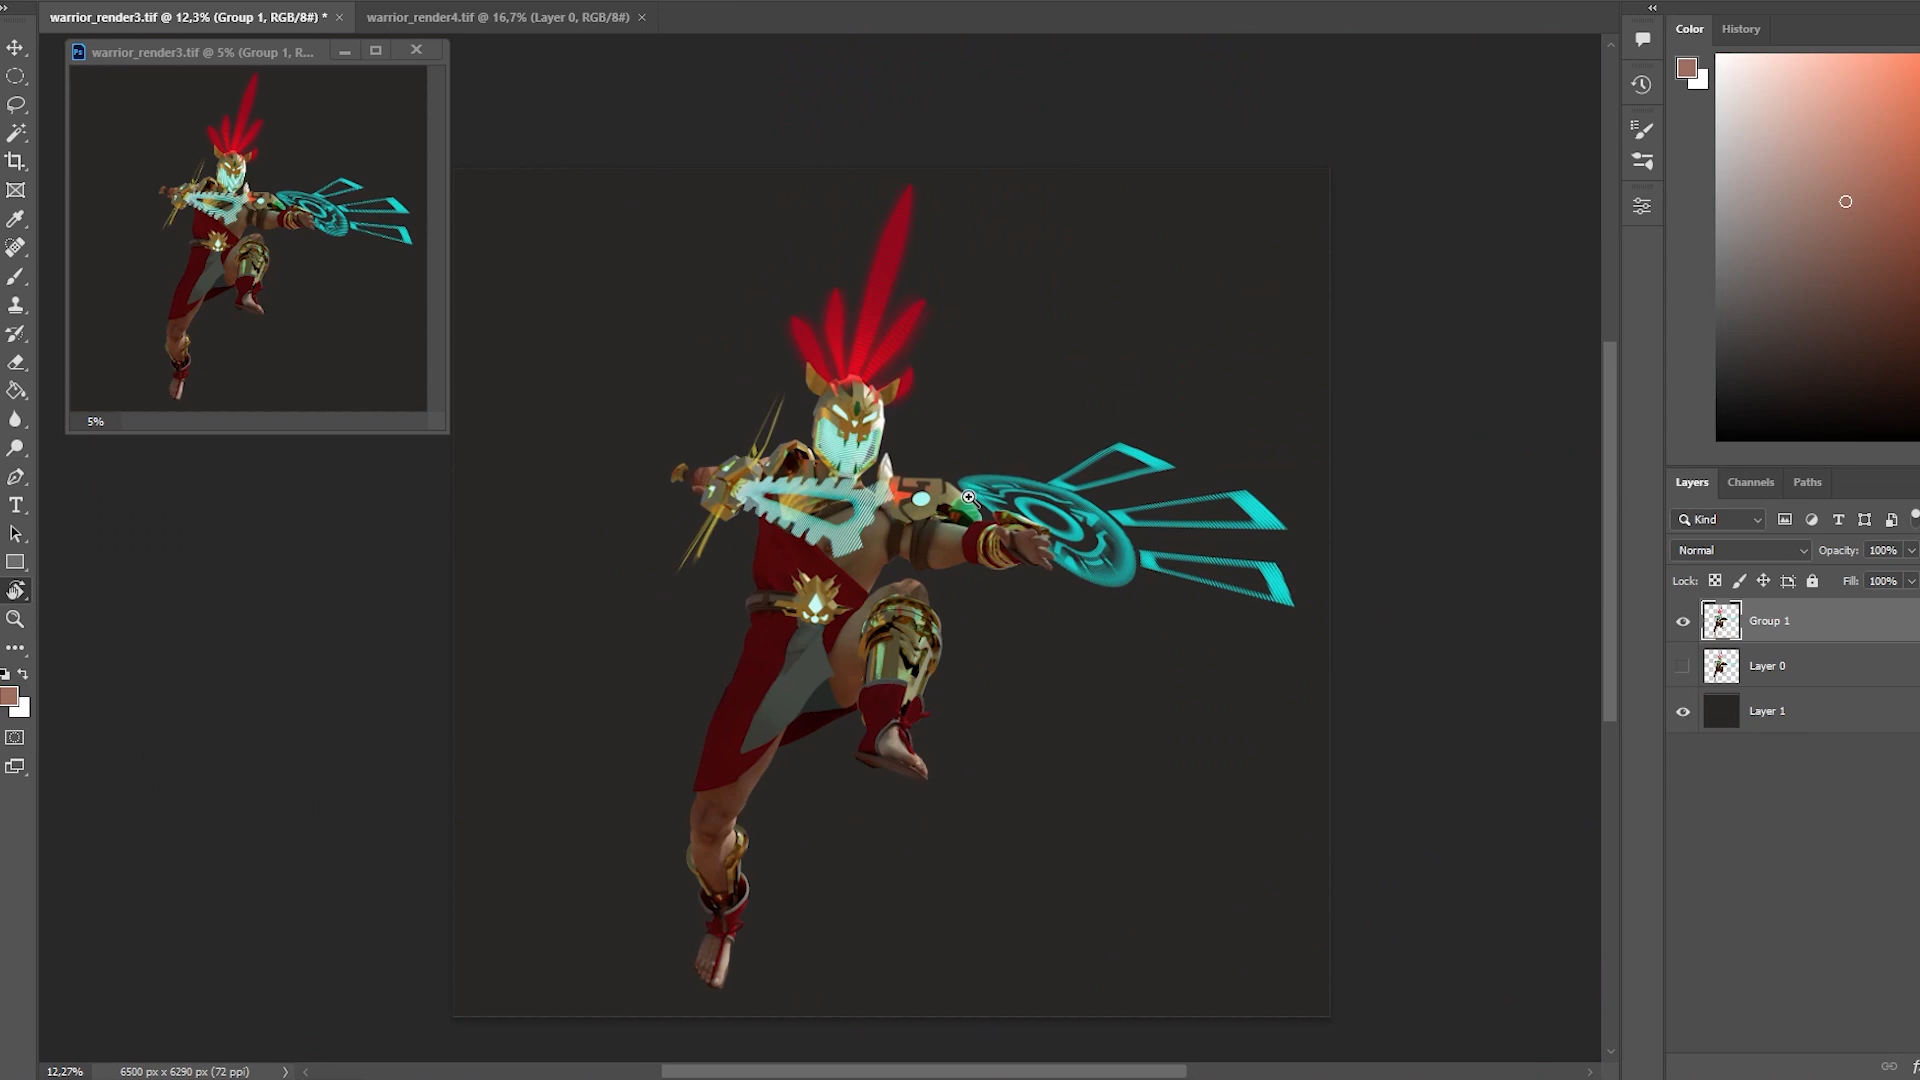 warrior_render3.tif @ 12,3% (Group 1, RGB/8#) *
warrior_render4.tif @ 16,7% (Layer 0, RGB/8#)
Color
History
Ps
warrior_render3.tif @ 5% (Group 1, R...
5%
Layers
Channels
Paths
Kind
Normal
Opacity: 100%
Lock:
Fill: 100%
Group 1
Layer 0
Layer 1
12,27%
6500 px x 6290 px (72 ppi)